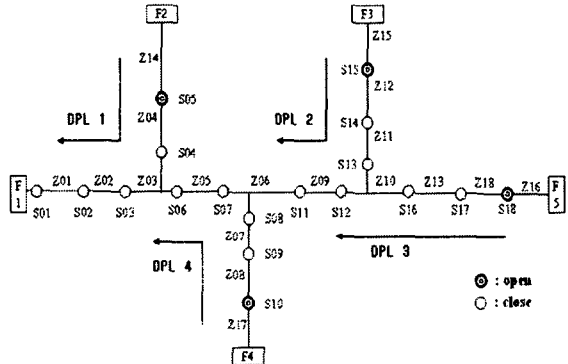 F2
F3
Z14
Z15
S05
S15
Z12
Z04
DPL 1
DPL 2
S14
Z11
S04
S13
F1
Z01
Z02
Z03
Z05
Z06
Z09
Z10
Z13
Z18
Z16
F5
S01
S02
S03
S06
S07
S11
S12
S16
S17
S18
S08
Z07
S09
DPL 4
DPL 3
Z08
S10
Z17
F4
: open
: close